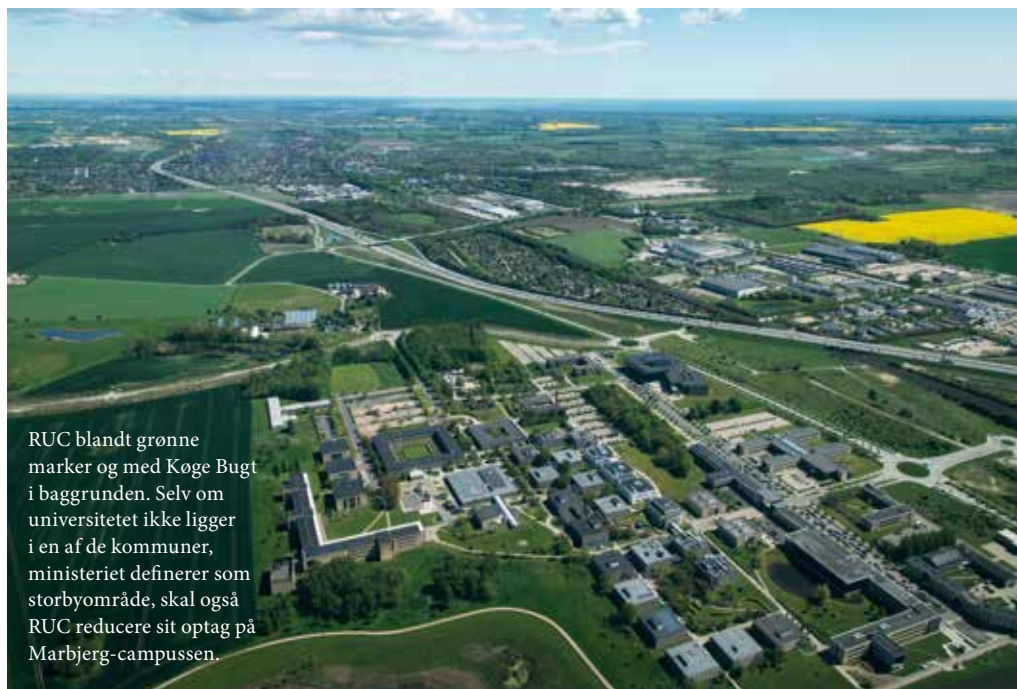 RUC blandt grønne
marker og med Køge Bugt
i baggrunden. Selv om
universitetet ikke ligger
i en af de kommuner,
ministeriet definerer som
storbyområde, skal også
RUC reducere sit optag på
Marbjerg-campussen.